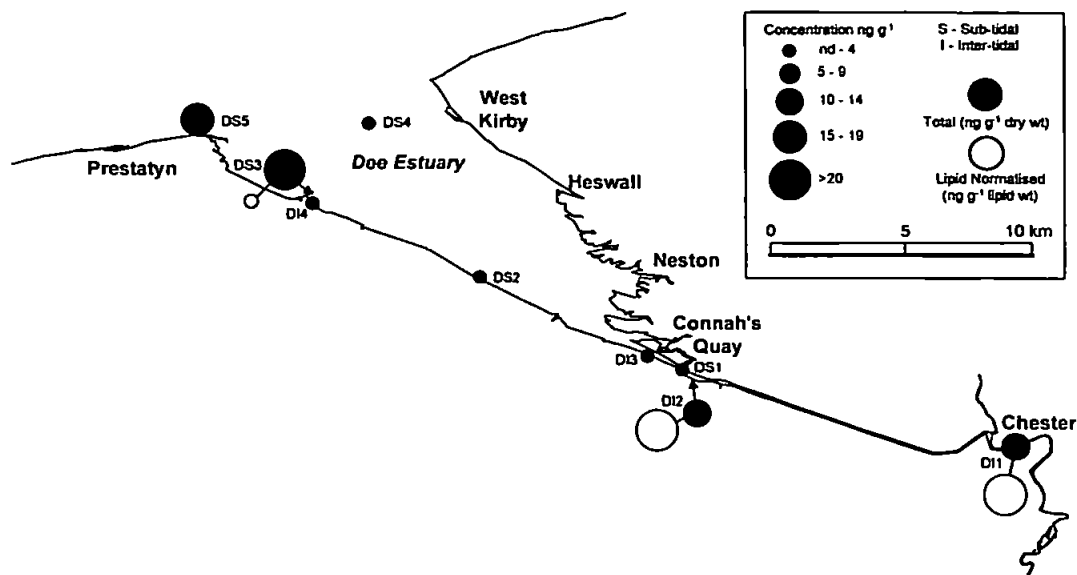 Concentration ng g-1
S - Sub-tidal
I - Inter-tidal
nd - 4
5 - 9
10 - 14
15 - 19
>20
Total (ng g-1 dry wt)
Lipid Normalised
(ng g-1 lipid wt)
0 5 10 km
West
Kirby
DS5
DS4
Prestatyn
DS3
Doe Estuary
Heswall
DI4
Neston
DS2
Connah's
Quay
DI3
DS1
DI2
Chester
DI1